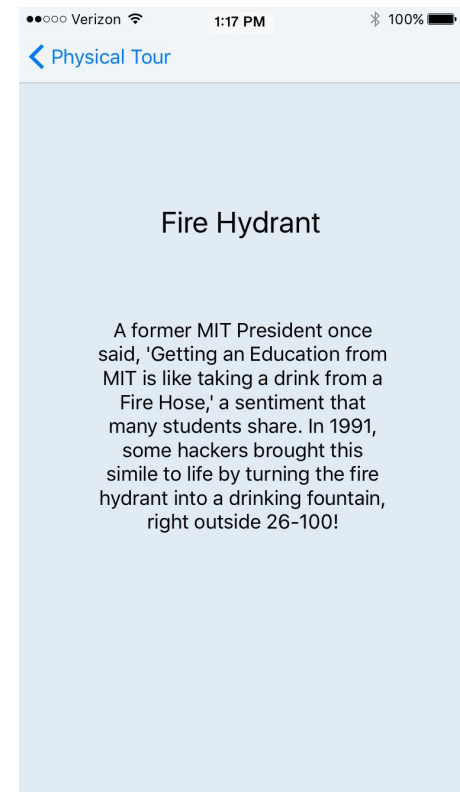 Verizon 1:17 PM 100%
Physical Tour
Fire Hydrant
A former MIT President once
said, 'Getting an Education from
MIT is like taking a drink from a
Fire Hose,' a sentiment that
many students share. In 1991,
some hackers brought this
simile to life by turning the fire
hydrant into a drinking fountain,
right outside 26-100!